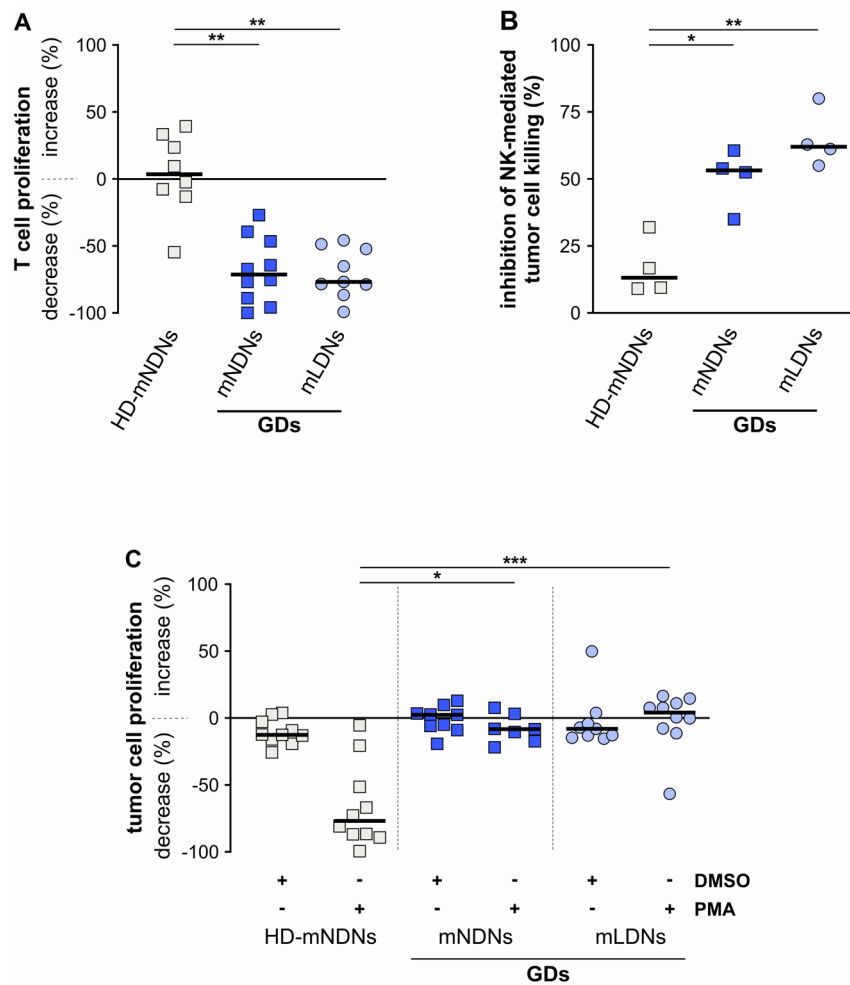 A
** 
**
100
50
0
-50
-100
T cell proliferation
decrease (%) increase (%)
HD-mNDNs
mNDNs
mLDNs
GDs
B
**
*
100
75
50
25
0
inhibition of NK-mediated
tumor cell killing (%)
HD-mNDNs
mNDNs
mLDNs
GDs
C
***
*
100
50
0
-50
-100
tumor cell proliferation
decrease (%) increase (%)
+ - + - + - DMSO
- + - + - + PMA
HD-mNDNs mNDNs mLDNs
GDs